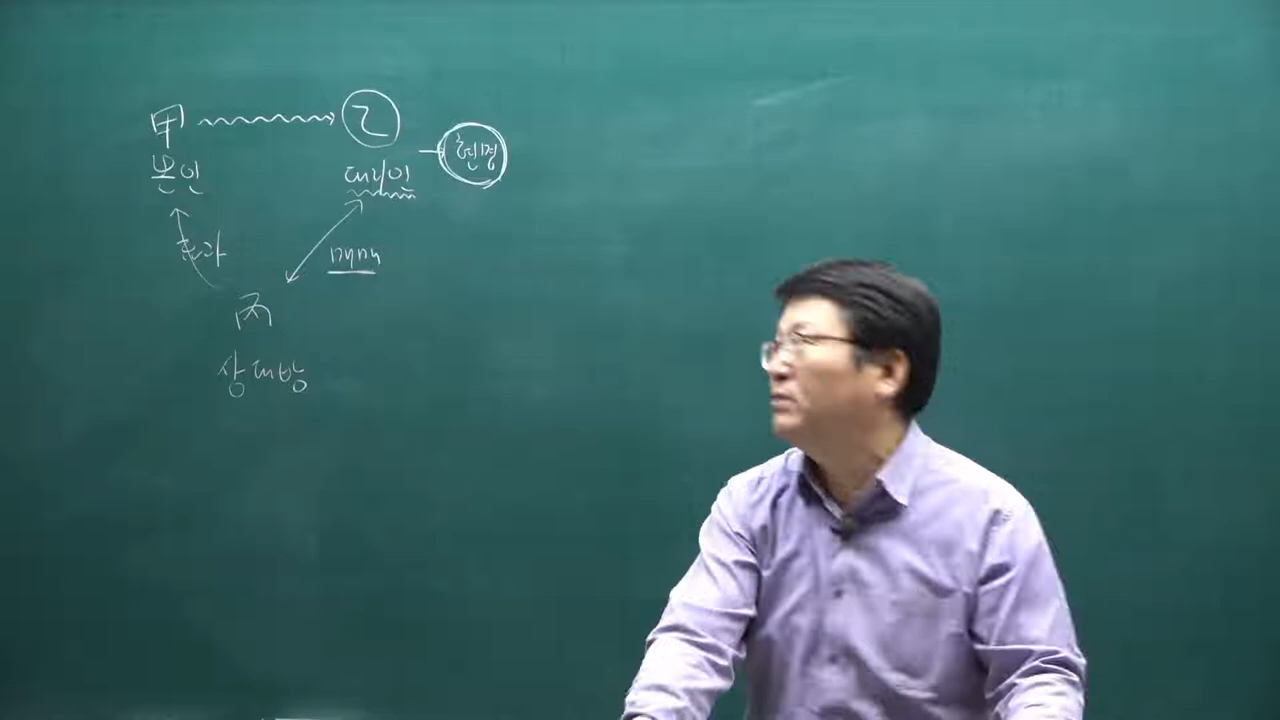 甲 乙
본인 대리인 현명
효과 매매
丙
상대방